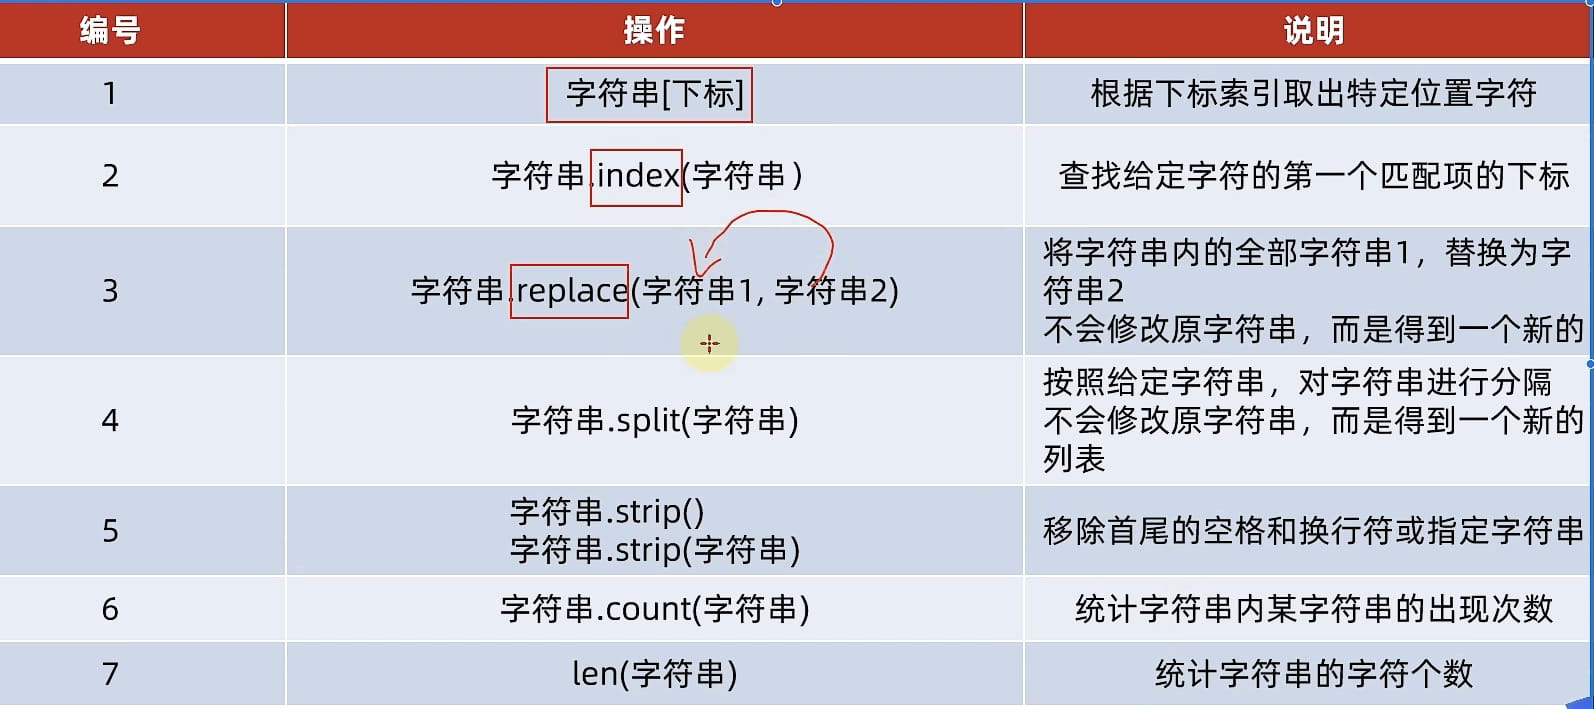 编号 操作 说明
1 字符串[下标] 根据下标索引取出特定位置字符
2 字符串.index(字符串) 查找给定字符的第一个匹配项的下标
3 字符串.replace(字符串1, 字符串2) 将字符串内的全部字符串1，替换为字
符串2
不会修改原字符串，而是得到一个新的
4 字符串.split(字符串) 按照给定字符串，对字符串进行分隔
不会修改原字符串，而是得到一个新的
列表
5 字符串.strip()
字符串.strip(字符串) 移除首尾的空格和换行符或指定字符串
6 字符串.count(字符串) 统计字符串内某字符串的出现次数
7 len(字符串) 统计字符串的字符个数